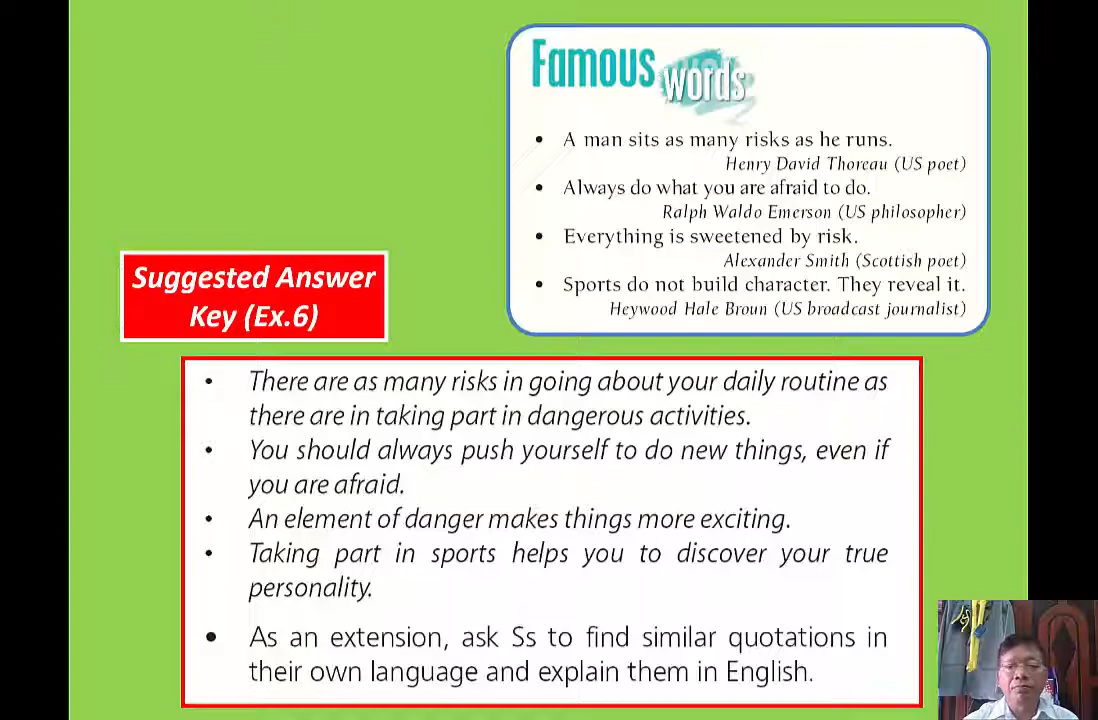 Famous words
• A man sits as many risks as he runs.
Henry David Thoreau (US poet)
• Always do what you are afraid to do.
Ralph Waldo Emerson (US philosopher)
• Everything is sweetened by risk.
Alexander Smith (Scottish poet)
• Sports do not build character. They reveal it.
Heywood Hale Broun (US broadcast journalist)
Suggested Answer
Key (Ex.6)
• There are as many risks in going about your daily routine as
there are in taking part in dangerous activities.
• You should always push yourself to do new things, even if
you are afraid.
• An element of danger makes things more exciting.
• Taking part in sports helps you to discover your true
personality.
• As an extension, ask Ss to find similar quotations in
their own language and explain them in English.